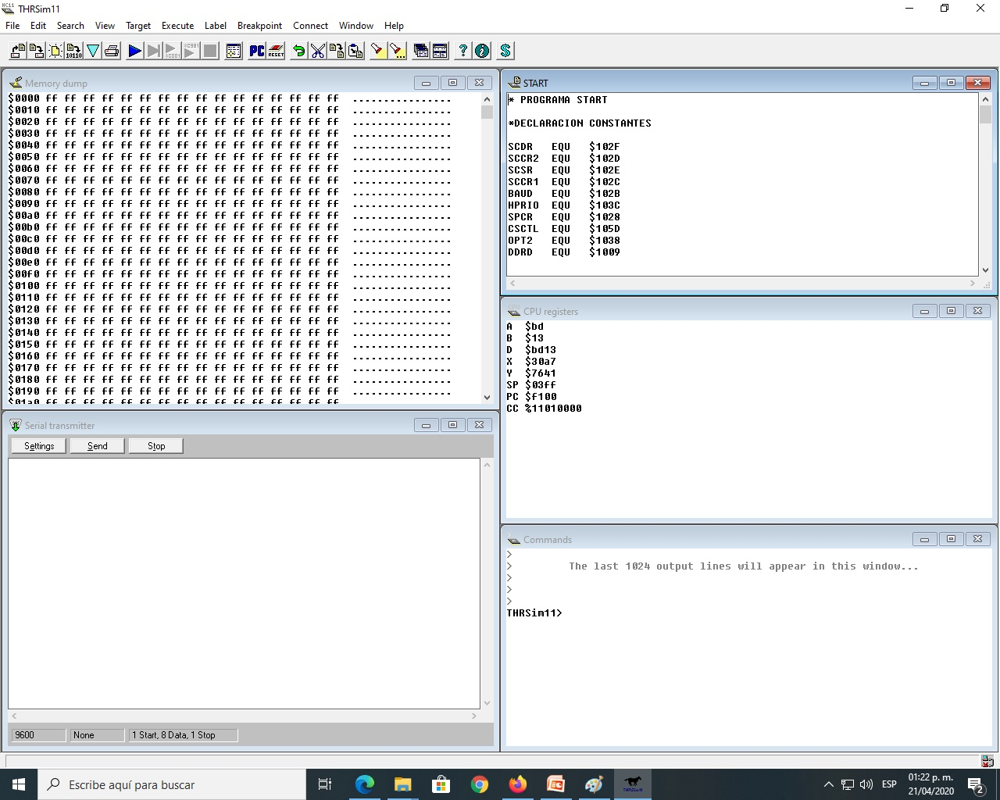 THRSim11
File Edit Search View Target Execute Label Breakpoint Connect Window Help
Memory dump
$0000 ff ff ff ff ff ff ff ff ff ff ff ff ff ff ff ff ................
$0010 ff ff ff ff ff ff ff ff ff ff ff ff ff ff ff ff ................
$0020 ff ff ff ff ff ff ff ff ff ff ff ff ff ff ff ff ................
$0030 ff ff ff ff ff ff ff ff ff ff ff ff ff ff ff ff ................
$0040 ff ff ff ff ff ff ff ff ff ff ff ff ff ff ff ff ................
$0050 ff ff ff ff ff ff ff ff ff ff ff ff ff ff ff ff ................
$0060 ff ff ff ff ff ff ff ff ff ff ff ff ff ff ff ff ................
$0070 ff ff ff ff ff ff ff ff ff ff ff ff ff ff ff ff ................
$0080 ff ff ff ff ff ff ff ff ff ff ff ff ff ff ff ff ................
$0090 ff ff ff ff ff ff ff ff ff ff ff ff ff ff ff ff ................
$00a0 ff ff ff ff ff ff ff ff ff ff ff ff ff ff ff ff ................
$00b0 ff ff ff ff ff ff ff ff ff ff ff ff ff ff ff ff ................
$00c0 ff ff ff ff ff ff ff ff ff ff ff ff ff ff ff ff ................
$00d0 ff ff ff ff ff ff ff ff ff ff ff ff ff ff ff ff ................
$00e0 ff ff ff ff ff ff ff ff ff ff ff ff ff ff ff ff ................
$00f0 ff ff ff ff ff ff ff ff ff ff ff ff ff ff ff ff ................
$0100 ff ff ff ff ff ff ff ff ff ff ff ff ff ff ff ff ................
$0110 ff ff ff ff ff ff ff ff ff ff ff ff ff ff ff ff ................
$0120 ff ff ff ff ff ff ff ff ff ff ff ff ff ff ff ff ................
$0130 ff ff ff ff ff ff ff ff ff ff ff ff ff ff ff ff ................
$0140 ff ff ff ff ff ff ff ff ff ff ff ff ff ff ff ff ................
$0150 ff ff ff ff ff ff ff ff ff ff ff ff ff ff ff ff ................
$0160 ff ff ff ff ff ff ff ff ff ff ff ff ff ff ff ff ................
$0170 ff ff ff ff ff ff ff ff ff ff ff ff ff ff ff ff ................
$0180 ff ff ff ff ff ff ff ff ff ff ff ff ff ff ff ff ................
$0190 ff ff ff ff ff ff ff ff ff ff ff ff ff ff ff ff ................
$01a0 ff ff ff ff ff ff ff ff ff ff ff ff ff ff ff ff
START
* PROGRAMA START
*DECLARACION CONSTANTES
SCDR EQU $102F
SCCR2 EQU $102D
SCSR EQU $102E
SCCR1 EQU $102C
BAUD EQU $102B
HPRIO EQU $103C
SPCR EQU $1028
CSCTL EQU $105D
OPT2 EQU $1038
DDRD EQU $1009
CPU registers
A $bd
B $13
D $bd13
X $30a7
Y $7641
SP $03ff
PC $f100
CC %11010000
Serial transmitter
Settings Send Stop
9600 None 1 Start, 8 Data, 1 Stop
Commands
>
> The last 1024 output lines will appear in this window...
>
>
>
THRSim11>
Escribe aquí para buscar
ESP
01:22 p. m.
21/04/2020
2